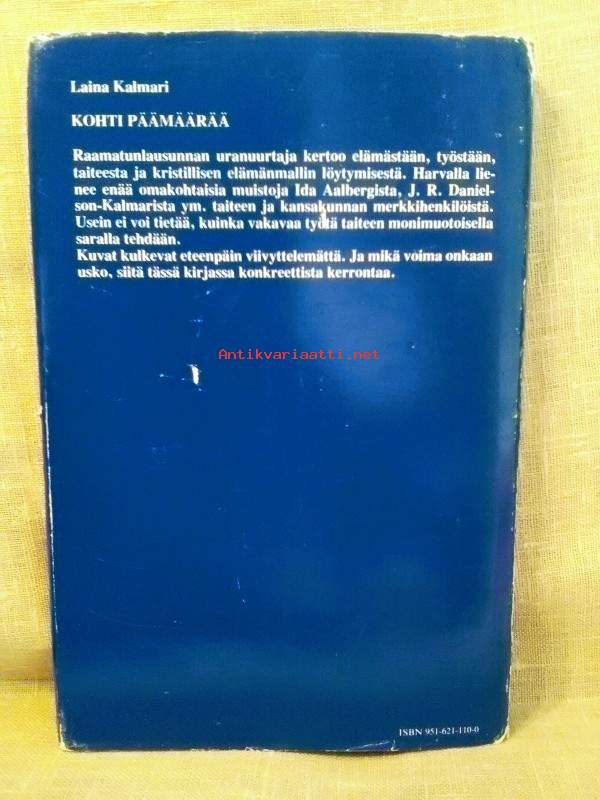 Laina Kalmari
KOHTI PÄÄMÄÄRÄÄ
Raamatunlausunnan uranuurtaja kertoo elämästään, työstään,
taiteesta ja kristillisen elämänmallin löytymisestä. Harvalla lie-
nee enää omakohtaisia muistoja Ida Aalbergista, J. R. Daniel-
son-Kalmarista ym. taiteen ja kansakunnan merkkihenkilöistä.
Usein ei voi tietää, kuinka vakavaa työtä taiteen monimuotoisella
saralla tehdään.
Kuvat kulkevat eteenpäin viivyttelemättä. Ja mikä voima onkaan
usko, siitä tässä kirjassa konkreettista kerrontaa.
Antikvariaatti.net
ISBN 951-621-110-0